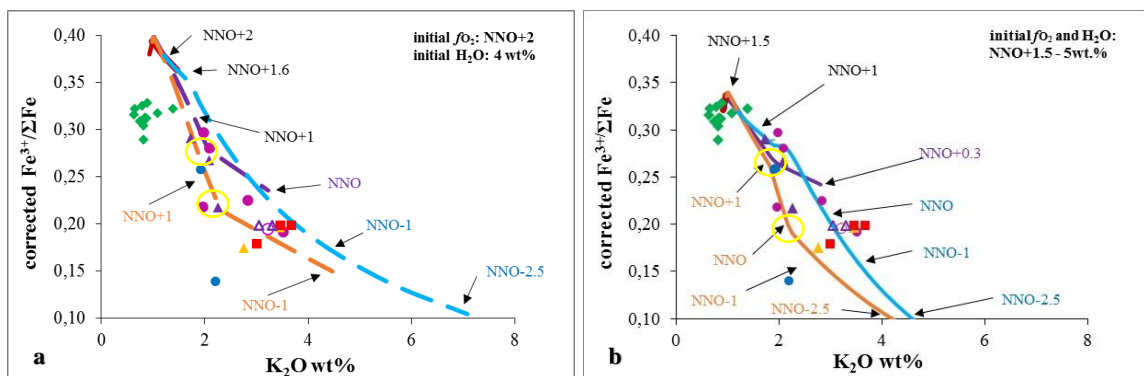 initial fO₂: NNO+2
initial H₂O: 4 wt%
0,40
0,35
0,30
0,25
0,20
0,15
0,10
corrected Fe³⁺/ΣFe
NNO+2
NNO+1.6
NNO+1
NNO
NNO+1
NNO-1
NNO-2.5
NNO-1
a
0
2
4
6
8
K₂O wt%
initial fO₂ and H₂O:
NNO+1.5 - 5wt.%
0,40
0,35
0,30
0,25
0,20
0,15
0,10
corrected Fe³⁺/ΣFe
NNO+1.5
NNO+1
NNO+0.3
NNO+1
NNO
NNO
NNO-1
NNO-1
NNO-2.5
NNO-2.5
b
0
2
4
6
8
K₂O wt%